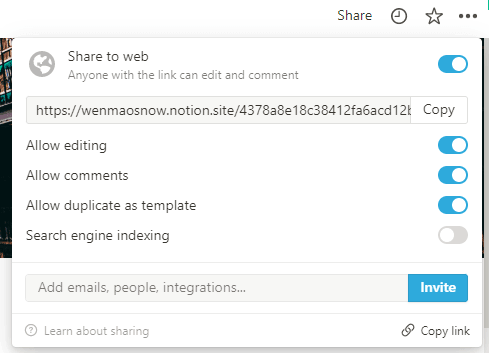 Share
Share to web
Anyone with the link can edit and comment
https://wenmaosnow.notion.site/4378a8e18c38412fa6acd12b
Copy
Allow editing
Allow comments
Allow duplicate as template
Search engine indexing
Add emails, people, integrations...
Invite
Learn about sharing
Copy link